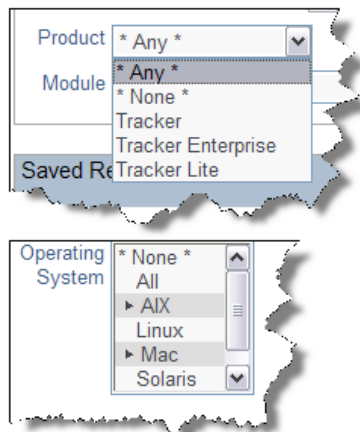 Product * Any *
* Any *
Module * None *
Tracker
Tracker Enterprise
Saved Re Tracker Lite
Operating * None *
System All
AIX
Linux
Mac
Solaris